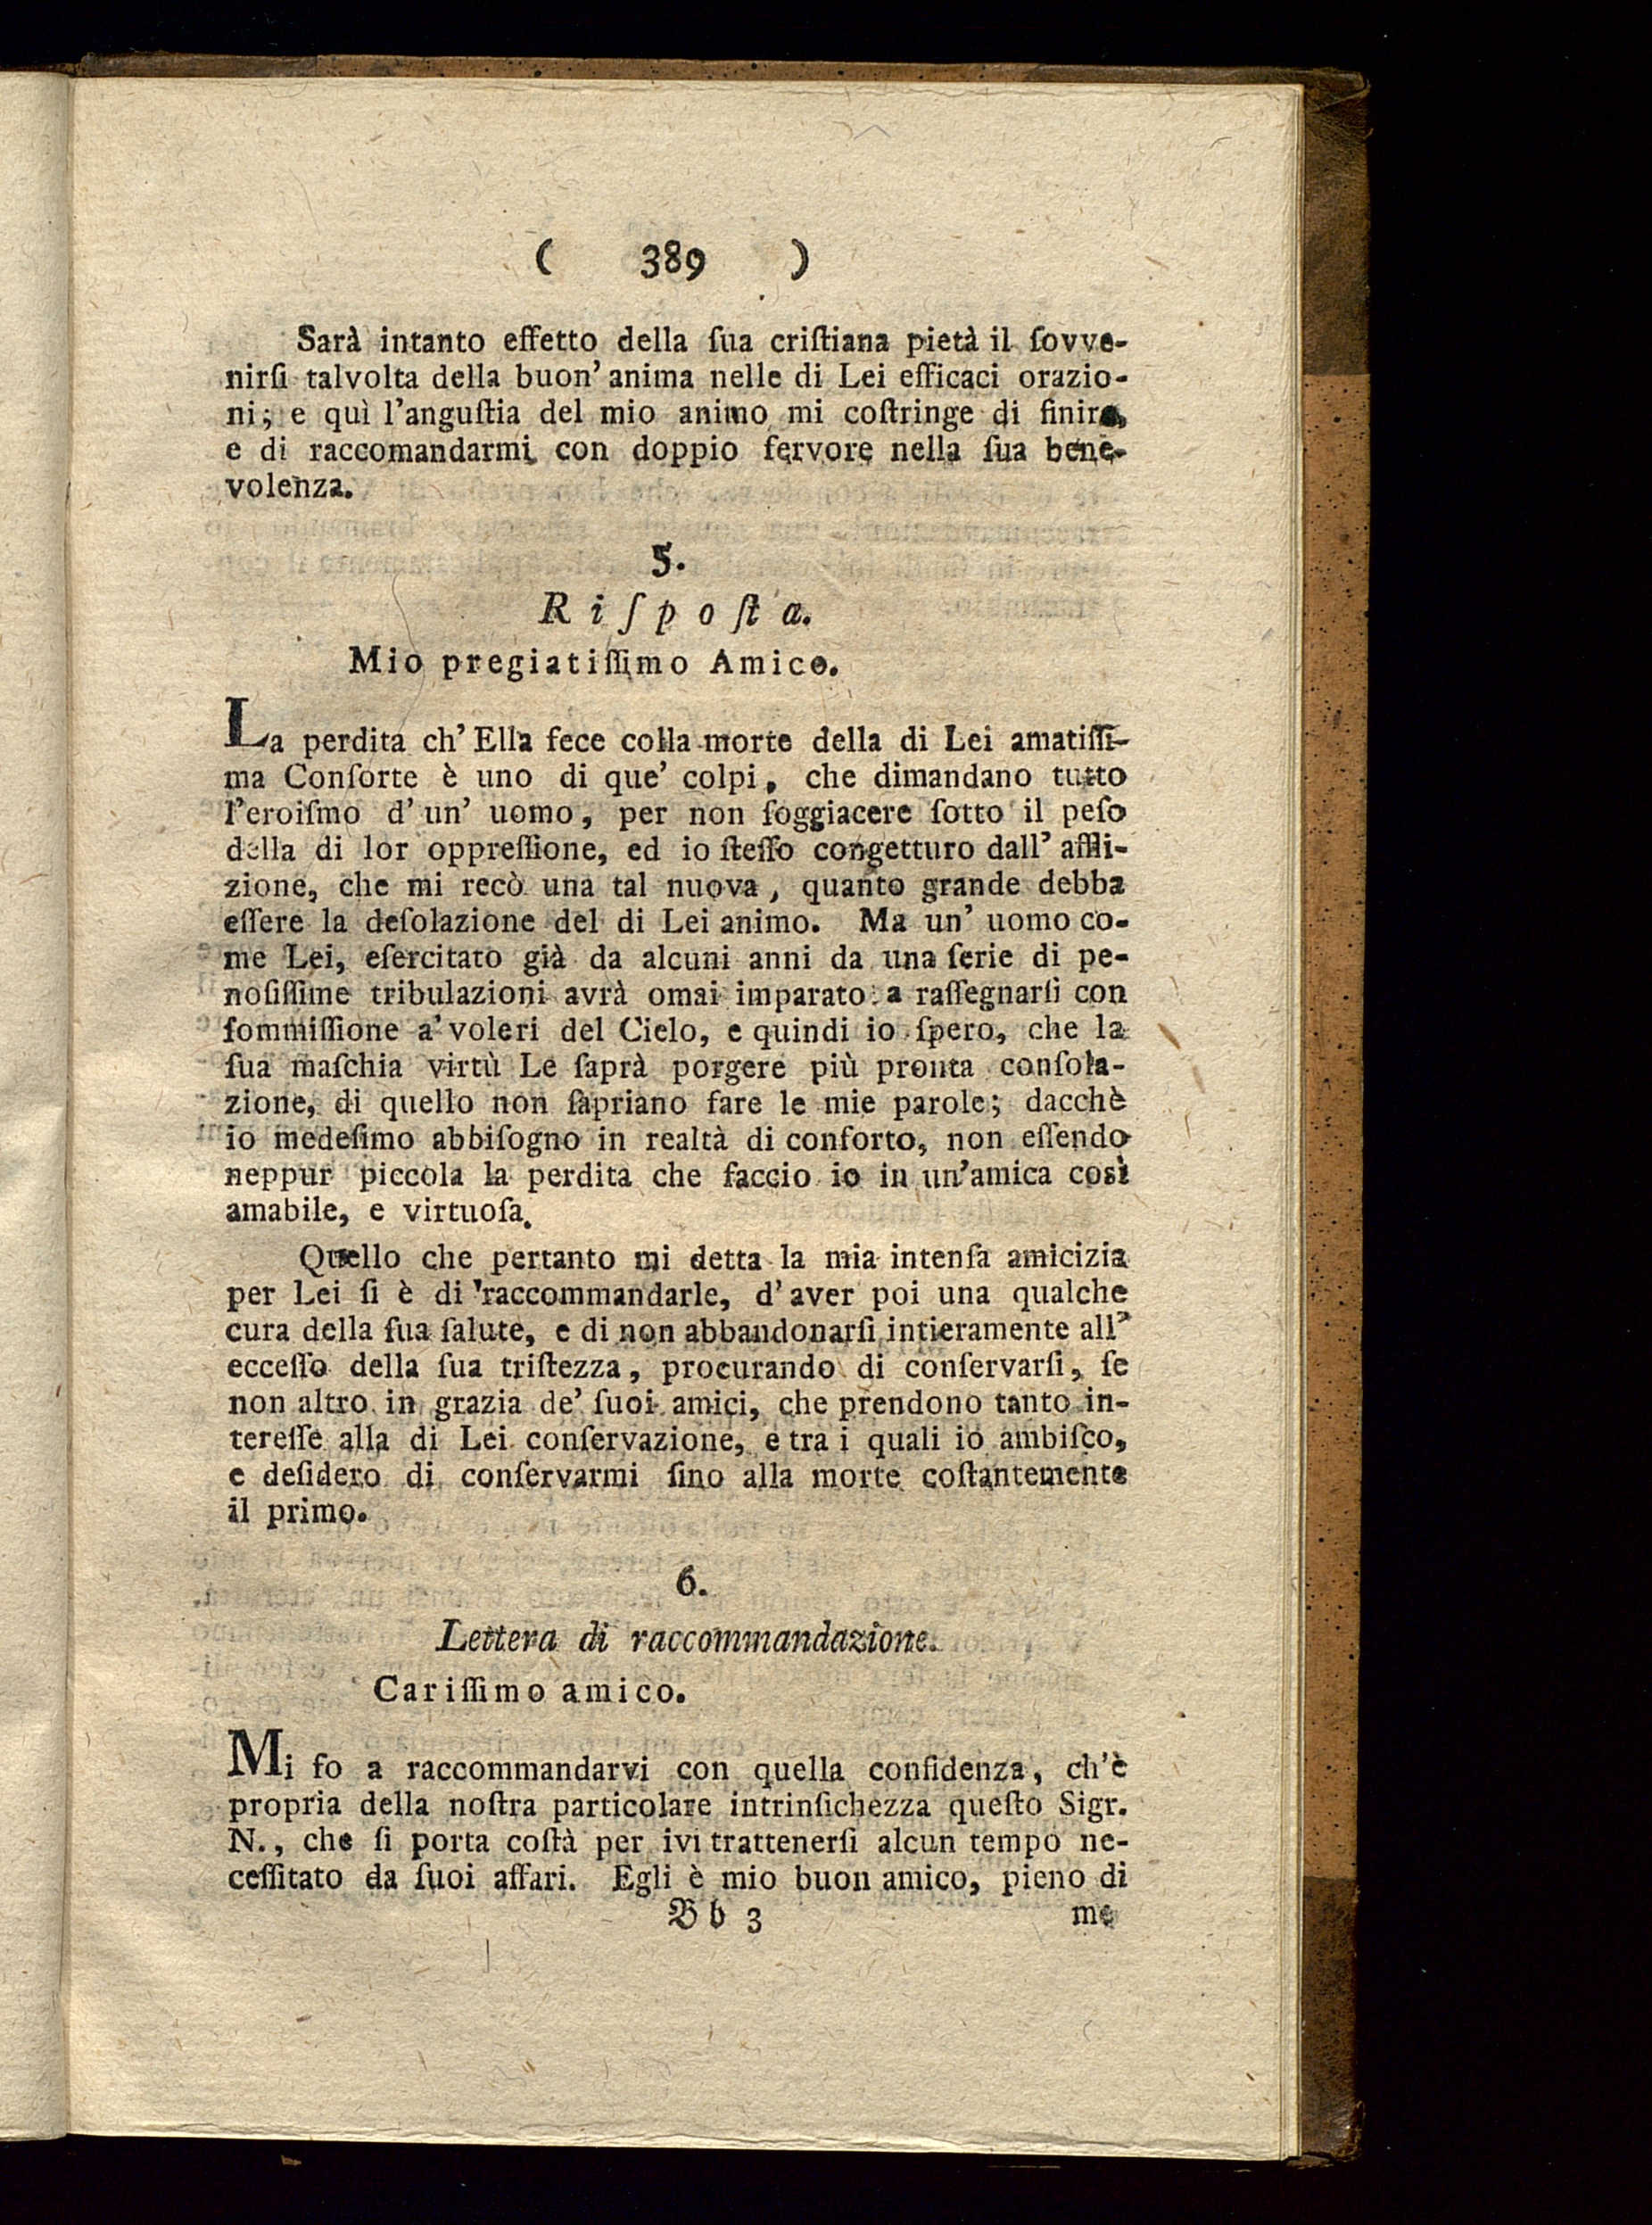 ( 389 )
Sarà intanto effetto della ſua criſtiana pietà il ſovve-
nirſi talvolta della buon' anima nelle di Lei efficaci orazio-
ni; e quì l'anguſtia del mio animo mi coſtringe di finire,
e di raccomandarmi con doppio fervore nella ſua bene-
volenza.
5.
Riſpoſta.
Mio pregiatiſſimo Amico.
La perdita ch' Ella fece colla morte della di Lei amatiſſi-
ma Conſorte è uno di que' colpi, che dimandano tutto
l'eroiſmo d' un' uomo, per non ſoggiacere ſotto il peſo
della di lor oppreſſione, ed io ſteſſo congetturo dall' affli-
zione, che mi recò una tal nuova, quanto grande debba
eſſere la deſolazione del di Lei animo. Ma un' uomo co-
me Lei, eſercitato già da alcuni anni da una ſerie di pe-
noſiſſime tribulazioni avrà omai imparato a raſſegnarſi con
ſommiſſione a' voleri del Cielo, e quindi io ſpero, che la
ſua maſchia virtù Le ſaprà porgere più pronta conſola-
zione, di quello non ſapriano fare le mie parole; dacchè
io medeſimo abbiſogno in realtà di conforto, non eſſendo
neppur piccola la perdita che faccio io in un'amica così
amabile, e virtuoſa.
Quello che pertanto mi detta la mia intenſa amicizia
per Lei ſi è di raccommandarle, d' aver poi una qualche
cura della ſua ſalute, e di non abbandonarſi intieramente all'
ecceſſo della ſua triſtezza, procurando di conſervarſi, ſe
non altro in grazia de' ſuoi amici, che prendono tanto in-
tereſſe alla di Lei conſervazione, e tra i quali io ambiſco,
e deſidero di conſervarmi ſino alla morte coſtantemente
il primo.
6.
Lettera di raccommandazione.
Cariſſimo amico.
Mi fo a raccommandarvi con quella confidenza, ch'è
propria della noſtra particolare intrinſichezza queſto Sigr.
N., che ſi porta coſtà per ivi trattenerſi alcun tempo ne-
ceſſitato da ſuoi affari. Egli è mio buon amico, pieno di
Bb 3 me